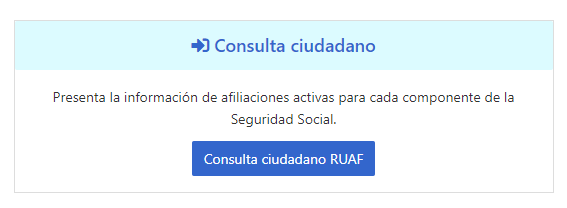 Consulta ciudadano
Presenta la información de afiliaciones activas para cada componente de la
Seguridad Social.
Consulta ciudadano RUAF